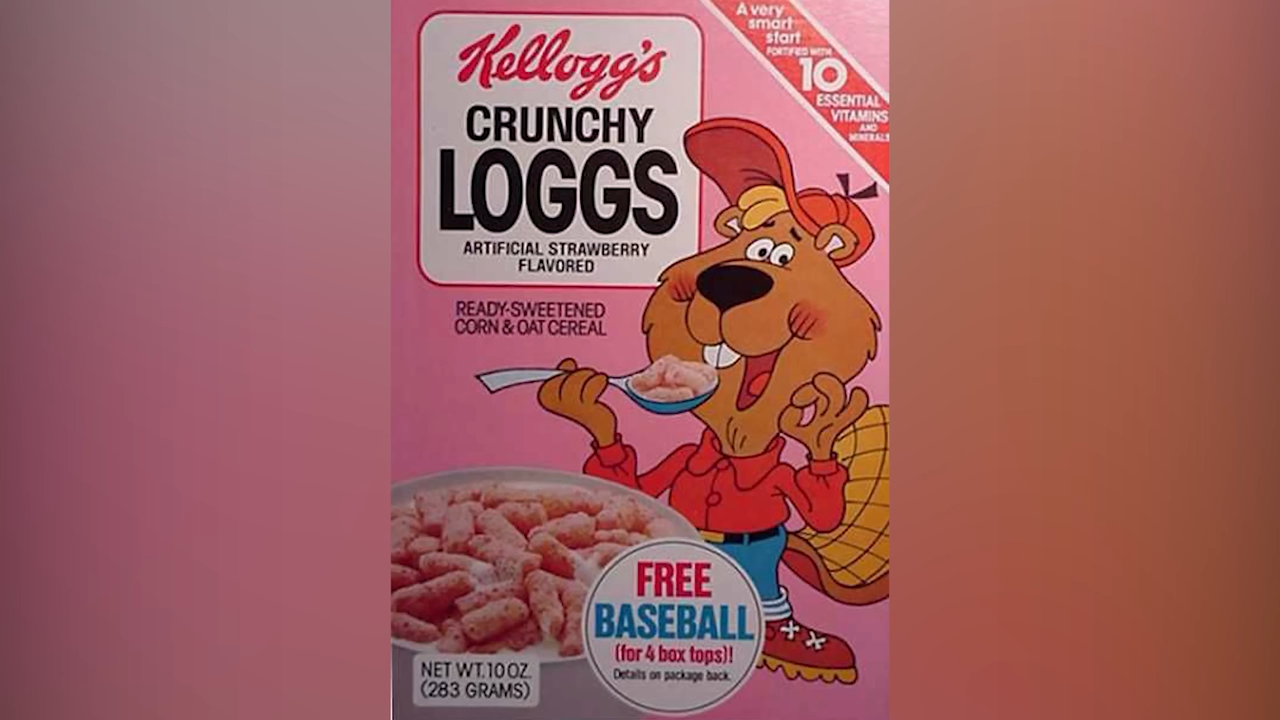 Kellogg's
CRUNCHY
LOGGS
ARTIFICIAL STRAWBERRY
FLAVORED
READY-SWEETENED
CORN & OAT CEREAL
A very
smart
start
FORTIFIED WITH
10
ESSENTIAL
VITAMINS
AND
MINERALS
FREE
BASEBALL
(for 4 box tops)!
Details on package back.
NET WT. 10 OZ.
(283 GRAMS)